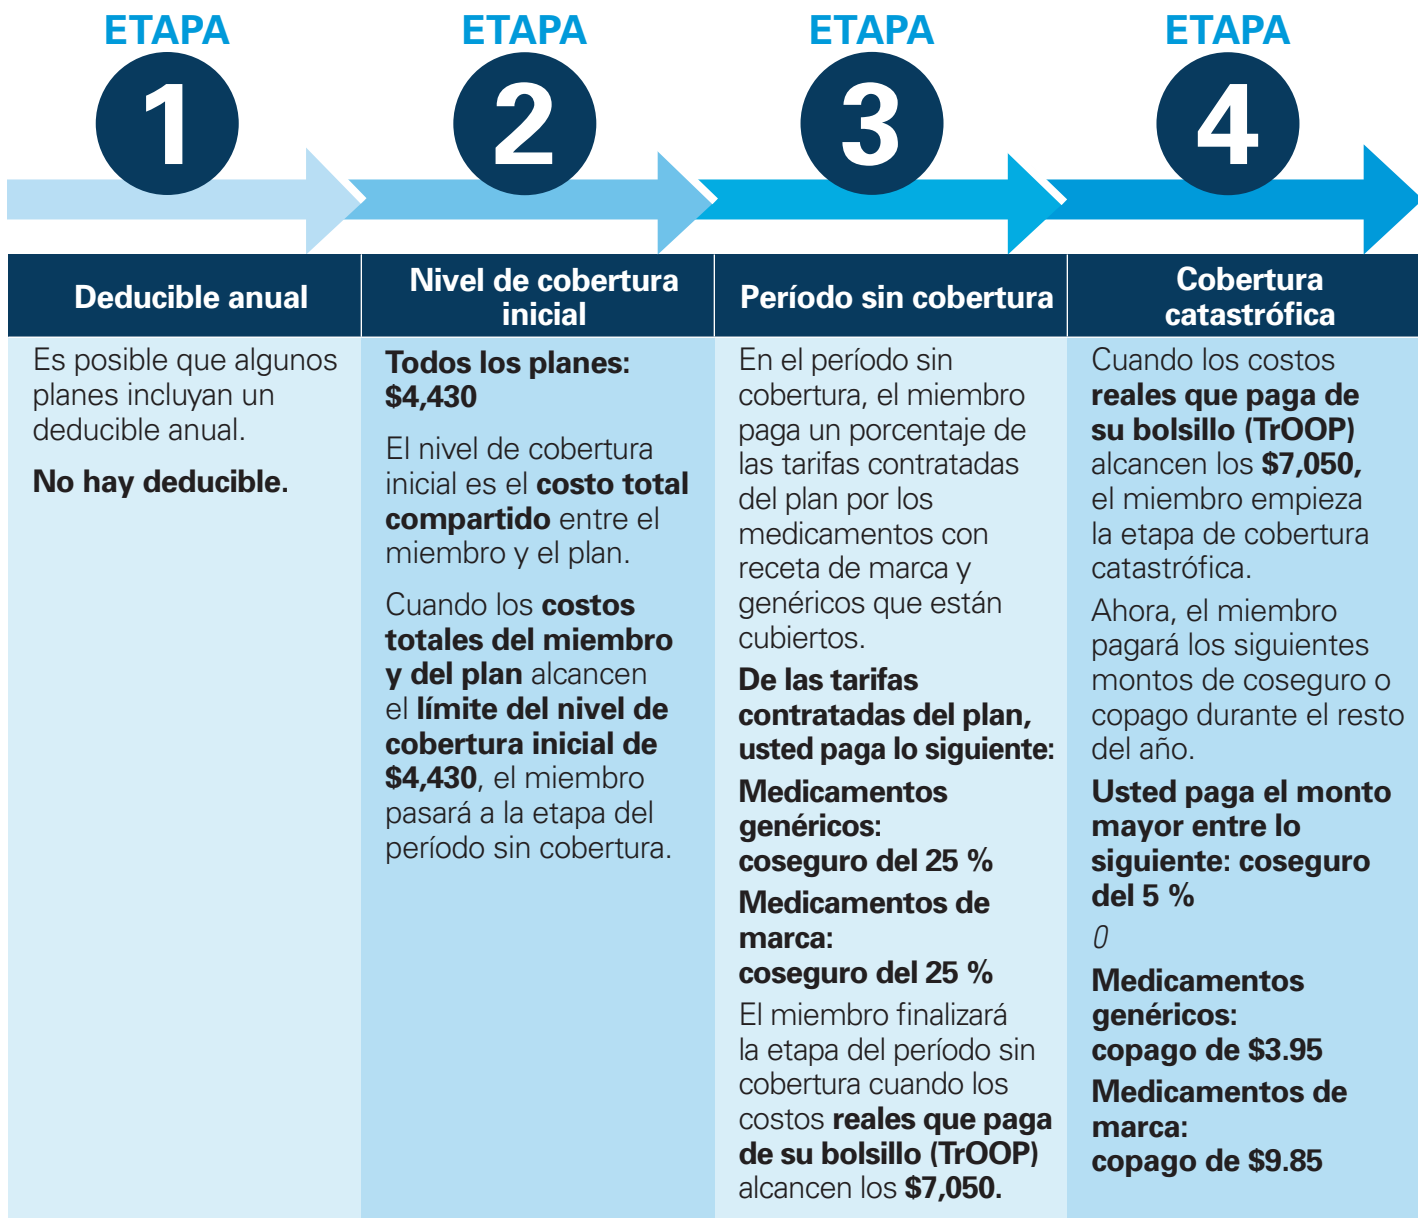 ETAPA
1
ETAPA
2
ETAPA
3
ETAPA
4
Deducible anual
Es posible que algunos
planes incluyan un
deducible anual.
No hay deducible.
Nivel de cobertura
inicial
Todos los planes:
$4,430
El nivel de cobertura
inicial es el costo total
compartido entre el
miembro y el plan.
Cuando los costos
totales del miembro
y del plan alcancen
el límite del nivel de
cobertura inicial de
$4,430, el miembro
pasará a la etapa del
período sin cobertura.
Período sin cobertura
En el período sin
cobertura, el miembro
paga un porcentaje de
las tarifas contratadas
del plan por los
medicamentos con
receta de marca y
genéricos que están
cubiertos.
De las tarifas
contratadas del plan,
usted paga lo siguiente:
Medicamentos
genéricos:
coseguro del 25 %
Medicamentos de
marca:
coseguro del 25 %
El miembro finalizará
la etapa del período sin
cobertura cuando los
costos reales que paga
de su bolsillo (TrOOP)
alcancen los $7,050.
Cobertura
catastrófica
Cuando los costos
reales que paga de
su bolsillo (TrOOP)
alcancen los $7,050,
el miembro empieza
la etapa de cobertura
catastrófica.
Ahora, el miembro
pagará los siguientes
montos de coseguro o
copago durante el resto
del año.
Usted paga el monto
mayor entre lo
siguiente: coseguro
del 5 %
O
Medicamentos
genéricos:
copago de $3.95
Medicamentos de
marca:
copago de $9.85